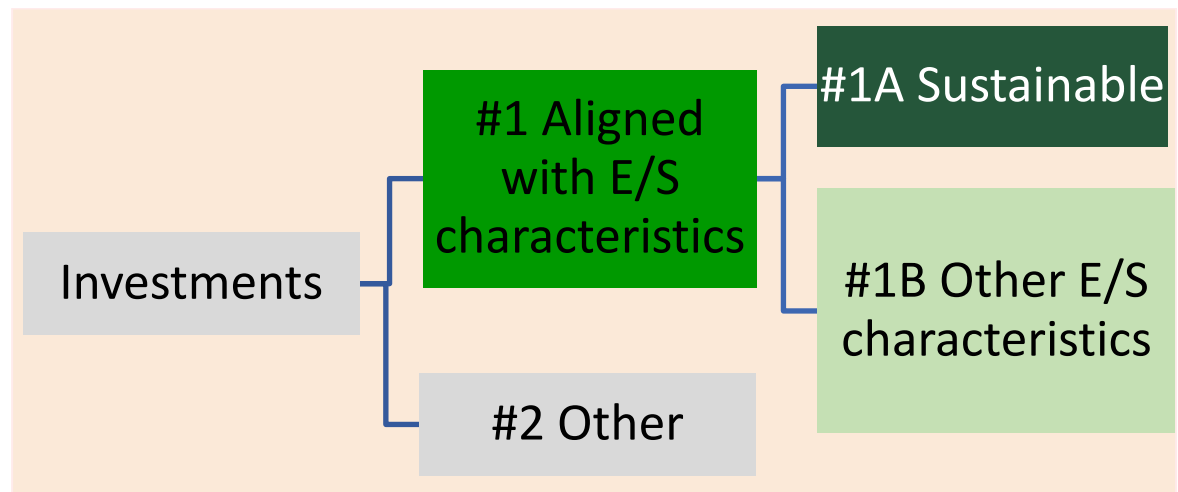 Investments
#1 Aligned
with E/S
characteristics
#2 Other
#1A Sustainable
#1B Other E/S
characteristics